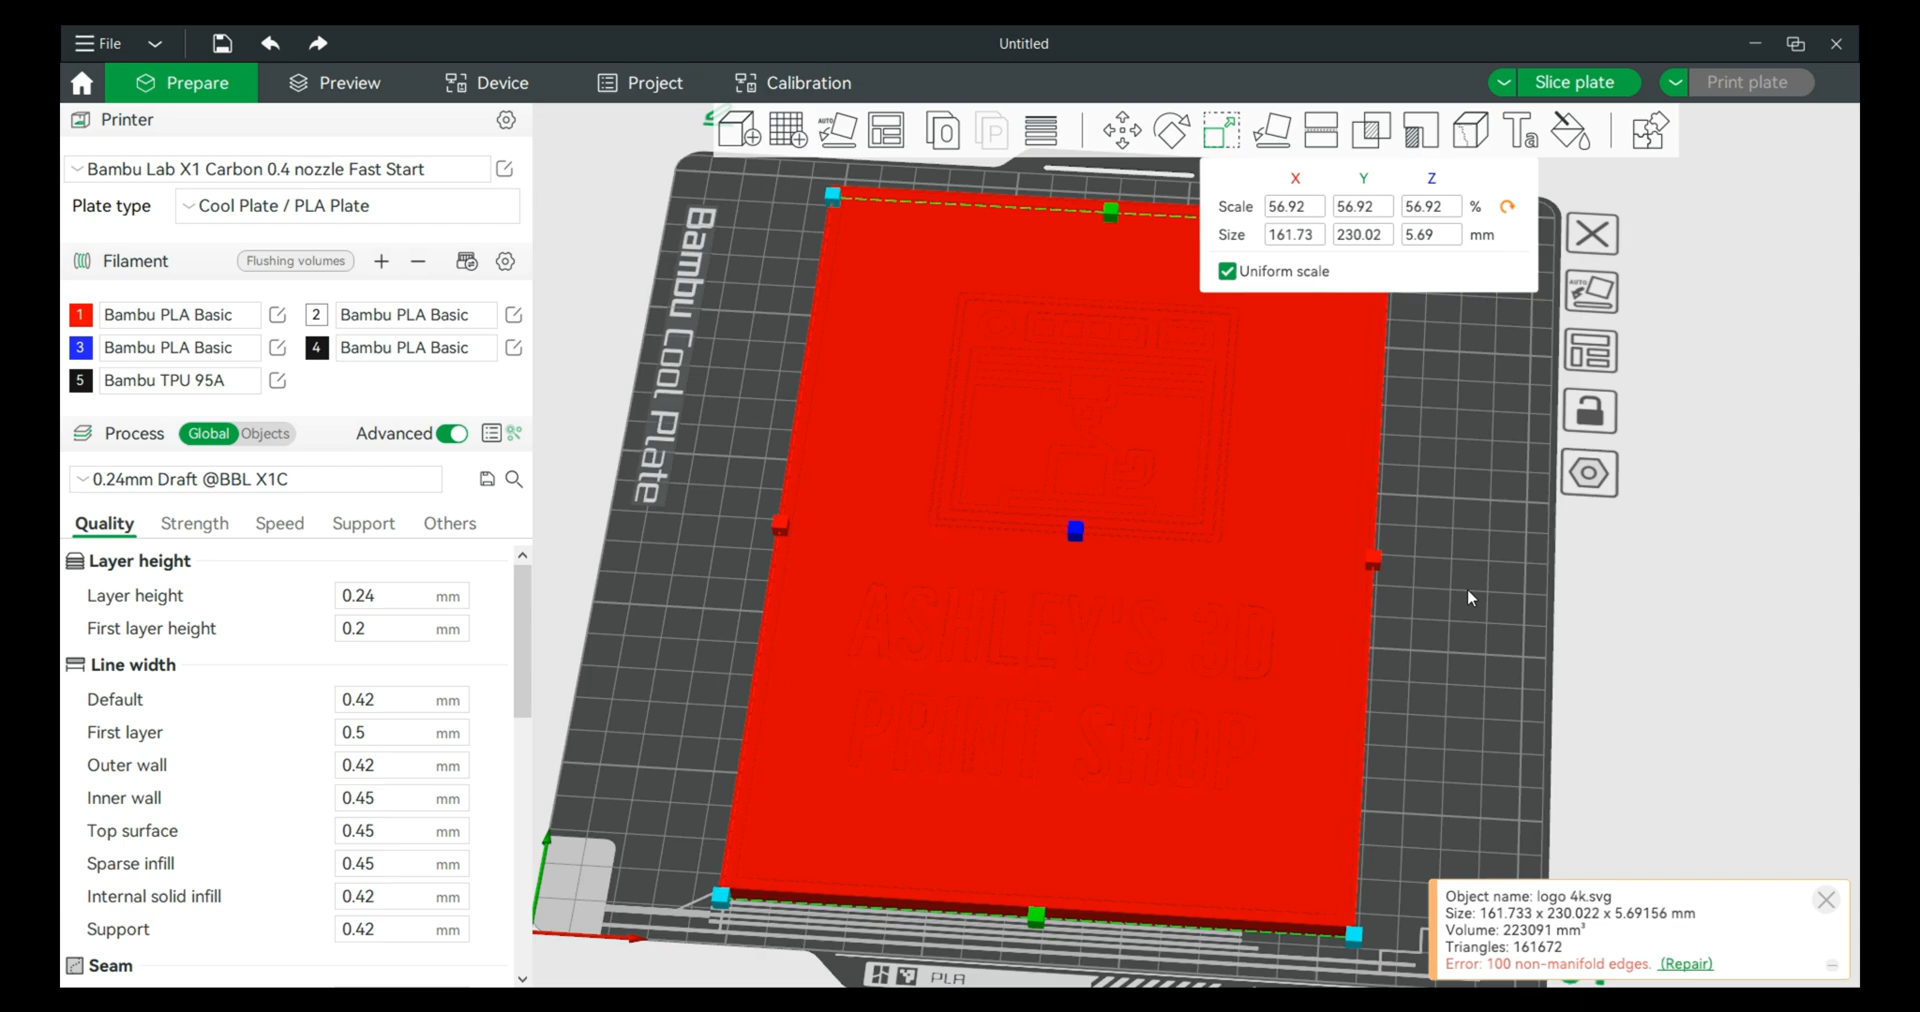 File
Untitled
Prepare
Preview
Device
Project
Calibration
Slice plate
Print plate
Printer
Bambu Lab X1 Carbon 0.4 nozzle Fast Start
Plate type
Cool Plate / PLA Plate
Filament
Flushing volumes
1 Bambu PLA Basic
2 Bambu PLA Basic
3 Bambu PLA Basic
4 Bambu PLA Basic
5 Bambu TPU 95A
Process
Global Objects
Advanced
0.24mm Draft @BBL X1C
Quality Strength Speed Support Others
Layer height
Layer height 0.24 mm
First layer height 0.2 mm
Line width
Default 0.42 mm
First layer 0.5 mm
Outer wall 0.42 mm
Inner wall 0.45 mm
Top surface 0.45 mm
Sparse infill 0.45 mm
Internal solid infill 0.42 mm
Support 0.42 mm
Seam
AUTO
0
P
Ta
X Y Z
Scale 56.92 56.92 56.92 %
Size 161.73 230.02 5.69 mm
Uniform scale
AUTO
Bambu Cool Plate
ASHLEY'S 3D
PRINT SHOP
PLA
Object name: logo 4k.svg
Size: 161.733 x 230.022 x 5.69156 mm
Volume: 223091 mm³
Triangles: 161672
Error: 100 non-manifold edges. (Repair)